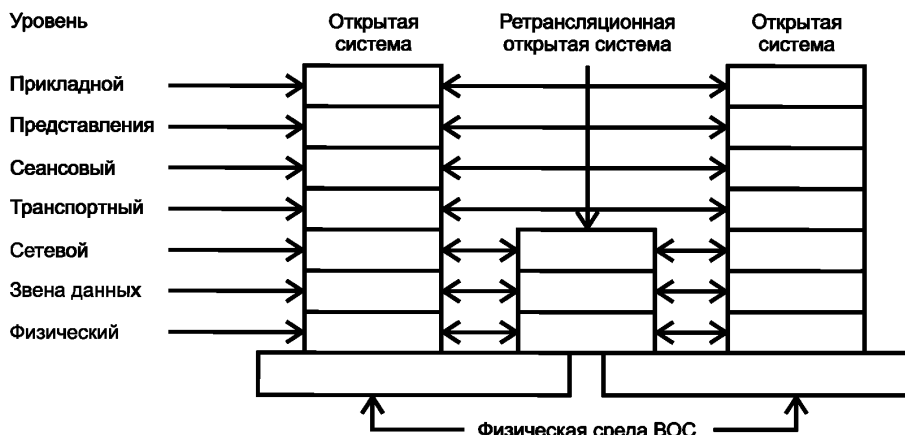 Уровень
Открытая
система
Ретрансляционная
открытая система
Открытая
система
Прикладной
Представления
Сеансовый
Транспортный
Сетевой
Звена данных
Физический
Физическая среда ВОС